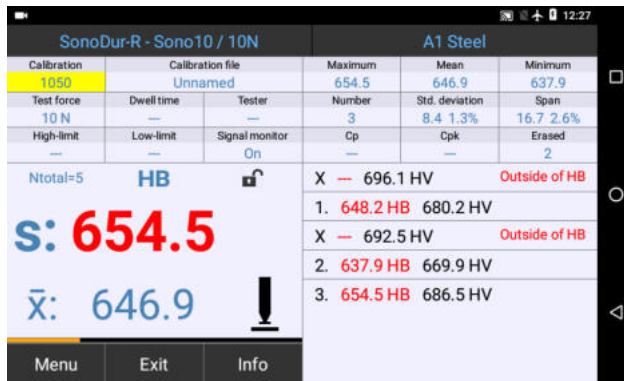 12:27
SonoDur-R - Sono10 / 10N
A1 Steel
Calibration Calibration file Maximum Mean Minimum
1050 Unnamed 654.5 646.9 637.9
Test force Dwell time Tester Number Std. deviation Span
10 N --- --- 3 8.4 1.3% 16.7 2.6%
High-limit Low-limit Signal monitor Cp Cpk Erased
--- --- On --- --- 2
Ntotal=5 HB
s: 654.5
x̄: 646.9
X --- 696.1 HV Outside of HB
1. 648.2 HB 680.2 HV
X --- 692.5 HV Outside of HB
2. 637.9 HB 669.9 HV
3. 654.5 HB 686.5 HV
Menu Exit Info